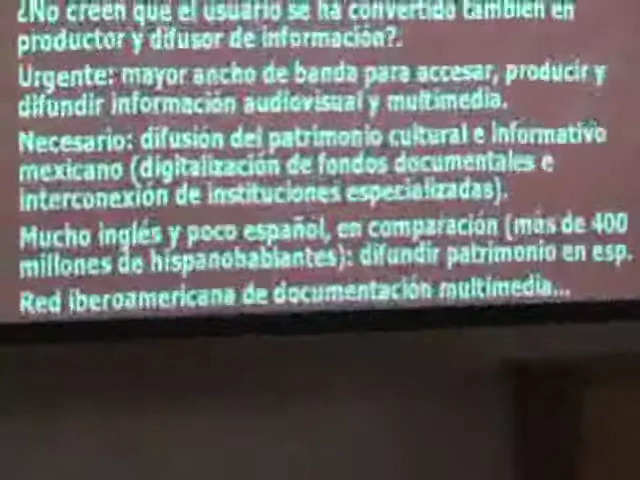 ¿No creen que el usuario se ha convertido también en
productor y difusor de información?.
Urgente: mayor ancho de banda para accesar, producir y
difundir información audiovisual y multimedia.
Necesario: difusión del patrimonio cultural e informativo
mexicano (digitalización de fondos documentales e
interconexión de instituciones especializadas).
Mucho inglés y poco español, en comparación (más de 400
millones de hispanohablantes): difundir patrimonio en esp.
Red iberoamericana de documentación multimedia...